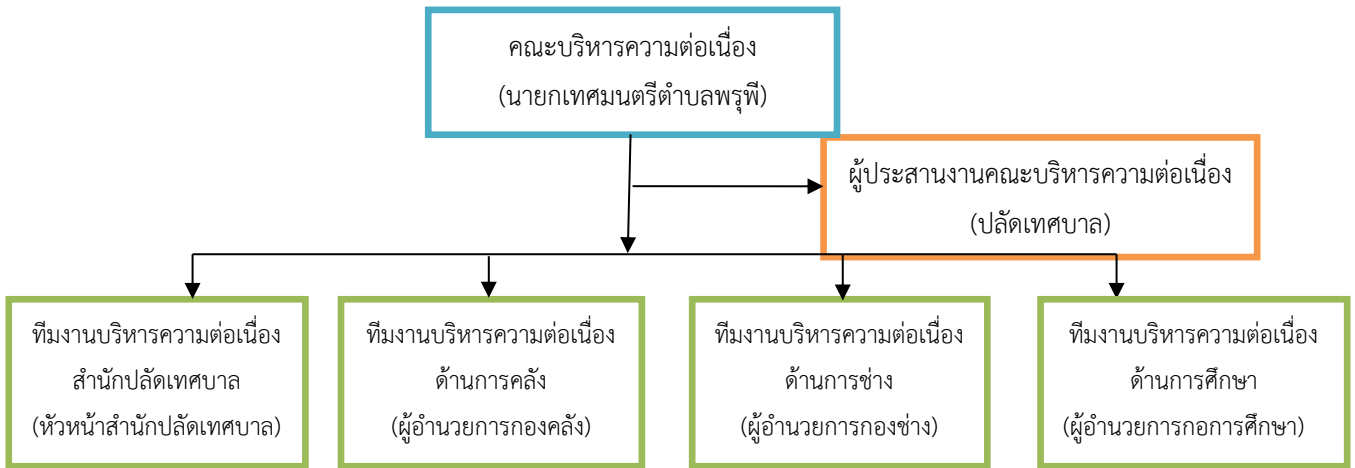 คณะบริหารความต่อเนื่อง
(นายกเทศมนตรีตำบลพรุพี)
ผู้ประสานงานคณะบริหารความต่อเนื่อง
(ปลัดเทศบาล)
ทีมงานบริหารความต่อเนื่อง
สำนักปลัดเทศบาล
(หัวหน้าสำนักปลัดเทศบาล)
ทีมงานบริหารความต่อเนื่อง
ด้านการคลัง
(ผู้อำนวยการกองคลัง)
ทีมงานบริหารความต่อเนื่อง
ด้านการช่าง
(ผู้อำนวยการกองช่าง)
ทีมงานบริหารความต่อเนื่อง
ด้านการศึกษา
(ผู้อำนวยการกอการศึกษา)